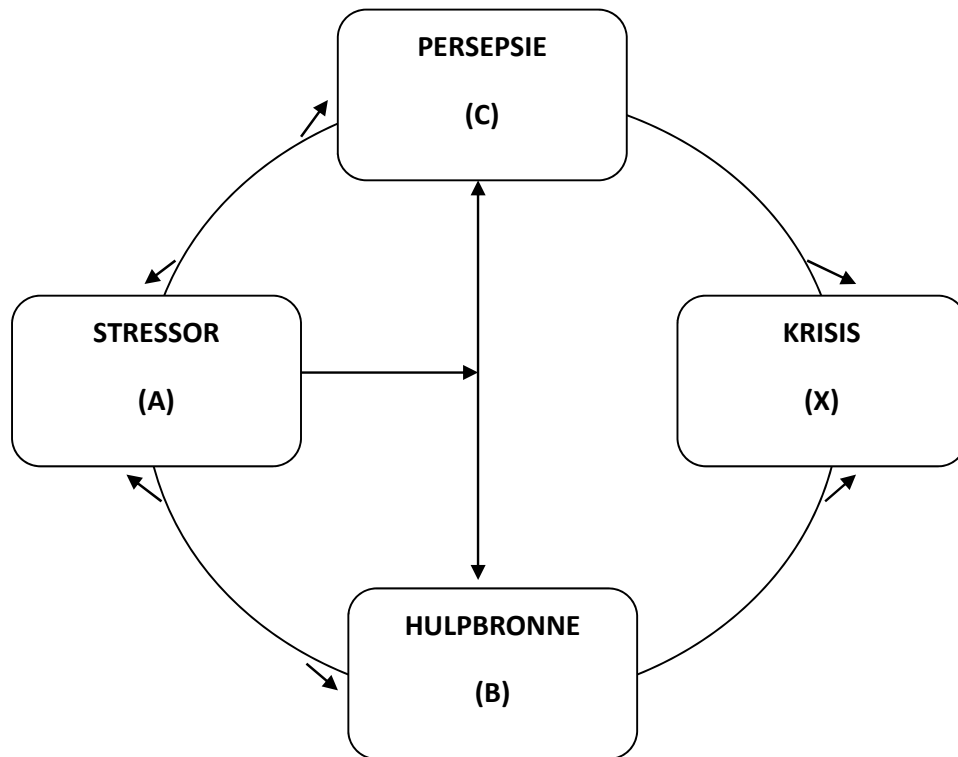 PERSEPSIE
(C)
STRESSOR
(A)
KRISIS
(X)
HULPBRONNE
(B)